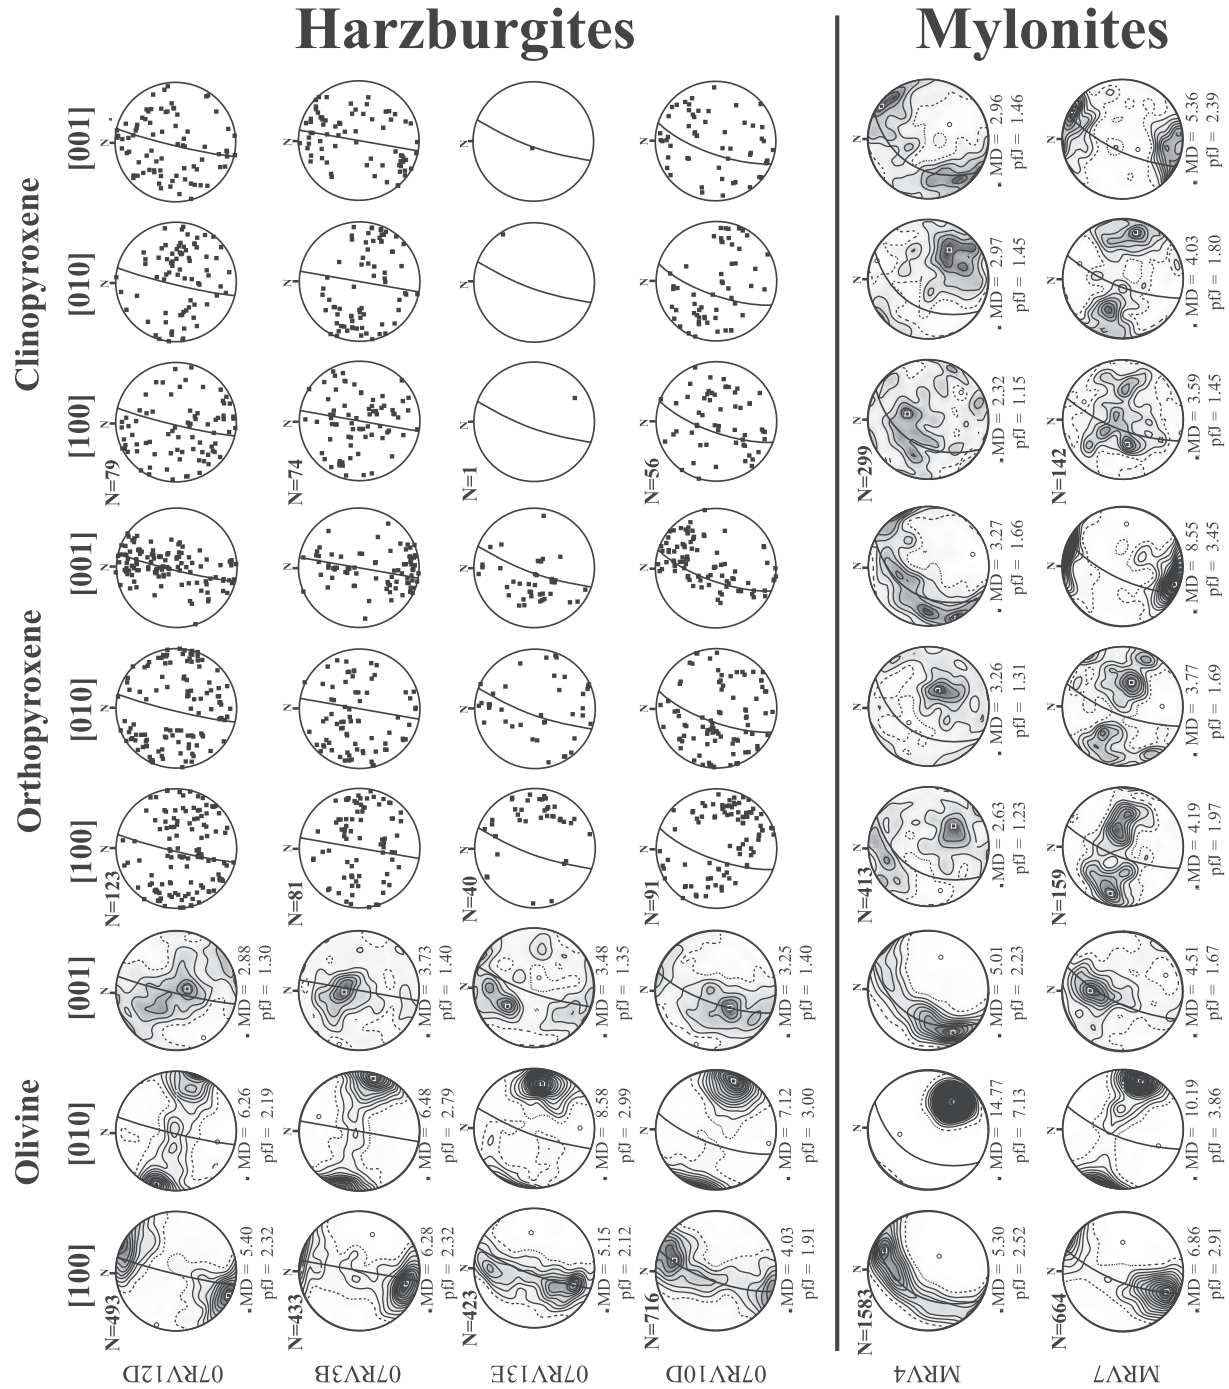 Harzburgites
Mylonites
Clinopyroxene
[001]
[010]
[100]
Orthopyroxene
[001]
[010]
[100]
Olivine
[001]
[010]
[100]
07RV12D
N=493
N
MD = 5.40
pfJ = 2.32
N
MD = 6.26
pfJ = 2.19
N
MD = 2.88
pfJ = 1.30
N=123
N
N
N
N=79
N
N
N
07RV3B
N=433
N
MD = 6.28
pfJ = 2.32
N
MD = 6.48
pfJ = 2.79
N
MD = 3.73
pfJ = 1.40
N=81
N
N
N
N=74
N
N
N
07RV13E
N=423
N
MD = 5.15
pfJ = 2.12
N
MD = 8.58
pfJ = 2.99
N
MD = 3.48
pfJ = 1.35
N=40
N
N
N
N=1
N
N
N
07RV10D
N=716
N
MD = 4.03
pfJ = 1.91
N
MD = 7.12
pfJ = 3.00
N
MD = 3.25
pfJ = 1.40
N=91
N
N
N
N=56
N
N
N
MRV4
N=1583
N
MD = 5.30
pfJ = 2.52
N
MD = 14.77
pfJ = 7.13
N
MD = 5.01
pfJ = 2.23
N=413
N
MD = 2.63
pfJ = 1.23
N
MD = 3.26
pfJ = 1.31
N
MD = 3.27
pfJ = 1.66
N=299
N
MD = 2.32
pfJ = 1.15
N
MD = 2.97
pfJ = 1.45
N
MD = 2.96
pfJ = 1.46
MRV7
N=664
N
MD = 6.86
pfJ = 2.91
N
MD = 10.19
pfJ = 3.86
N
MD = 4.51
pfJ = 1.67
N=159
N
MD = 4.19
pfJ = 1.97
N
MD = 3.77
pfJ = 1.69
N
MD = 8.55
pfJ = 3.45
N=142
N
MD = 3.59
pfJ = 1.45
N
MD = 4.03
pfJ = 1.80
N
MD = 5.36
pfJ = 2.39